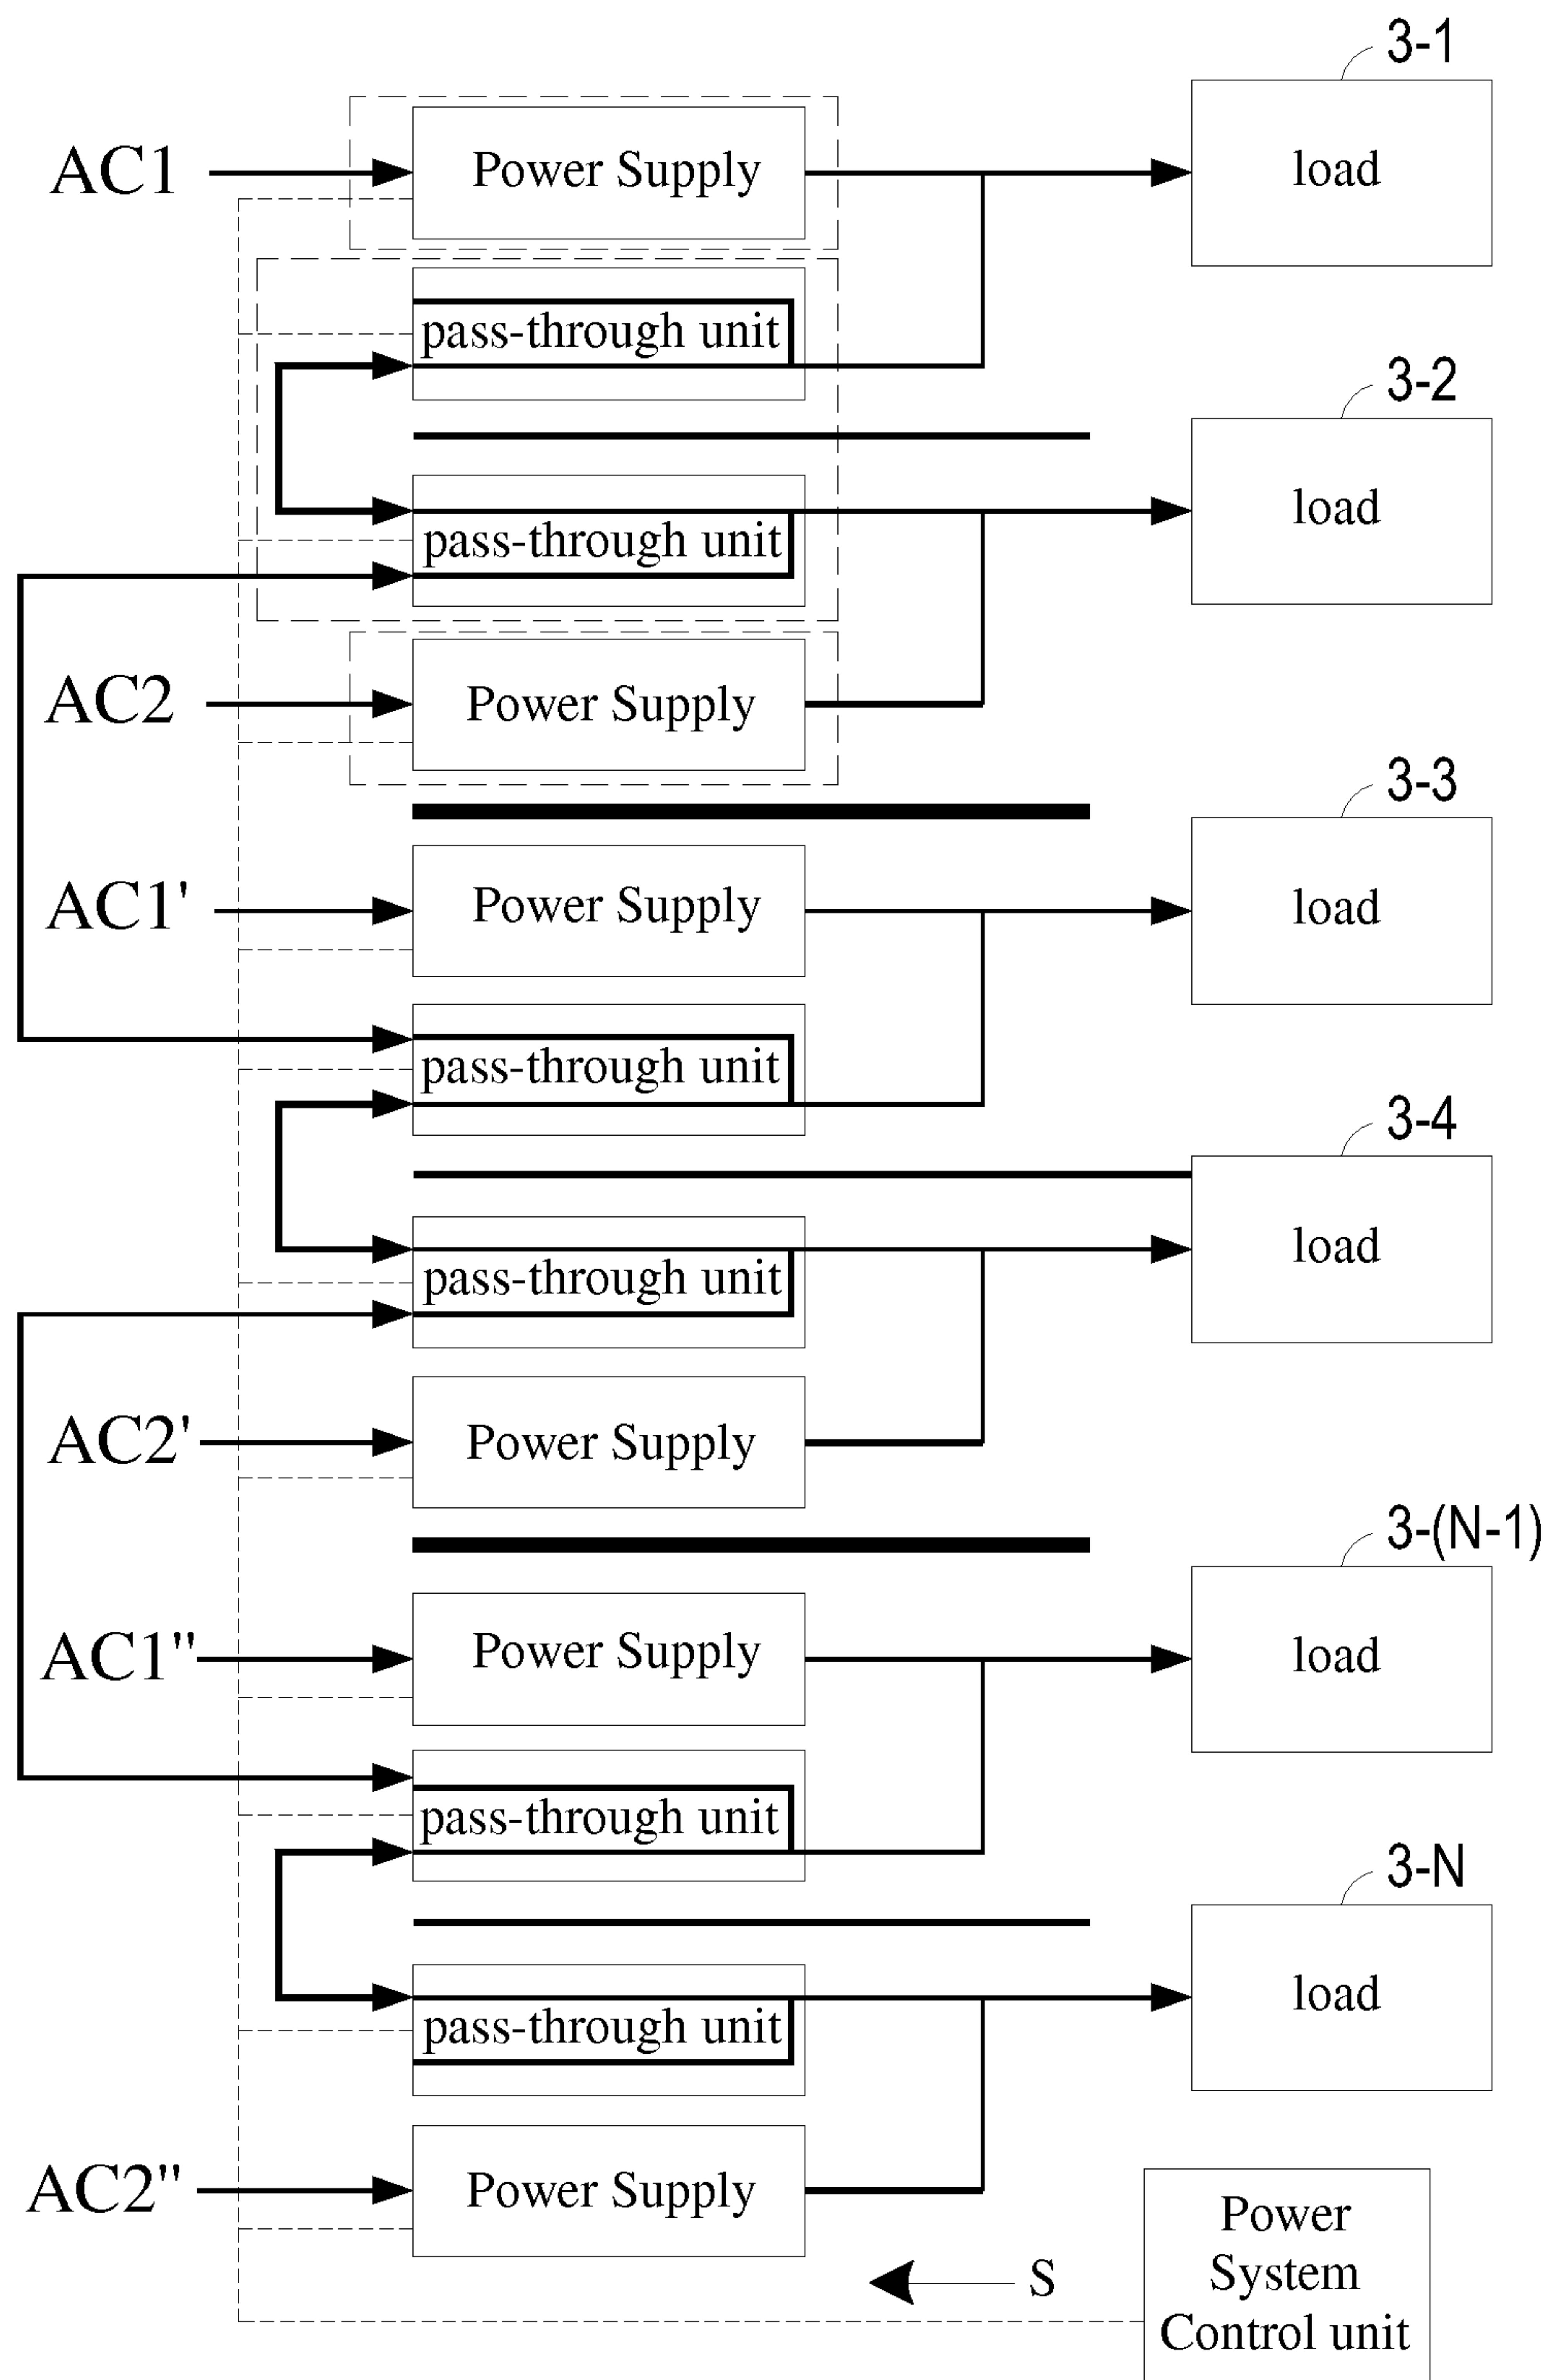 3-1
AC1
Power Supply
load
pass-through unit
3-2
load
pass-through unit
AC2
Power Supply
3-3
AC1'
Power Supply
load
pass-through unit
3-4
load
pass-through unit
AC2'
Power Supply
3-(N-1)
AC1"
Power Supply
load
pass-through unit
3-N
load
pass-through unit
AC2"
Power Supply
Power
System
Control unit
S